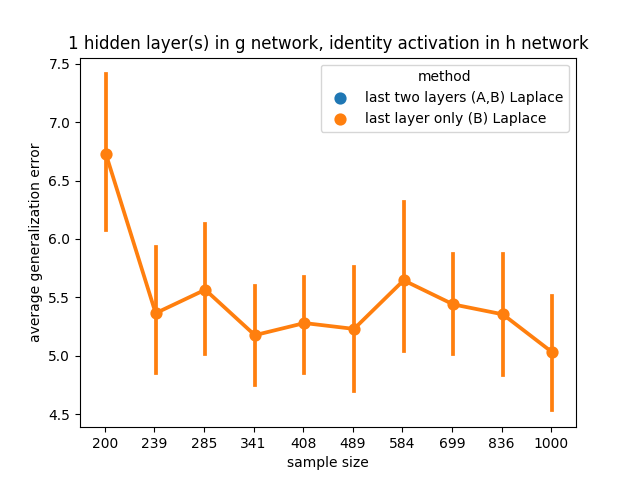 1 hidden layer(s) in g network, identity activation in h network
method
last two layers (A,B) Laplace
last layer only (B) Laplace
average generalization error
7.5
7.0
6.5
6.0
5.5
5.0
4.5
200 239 285 341 408 489 584 699 836 1000
sample size